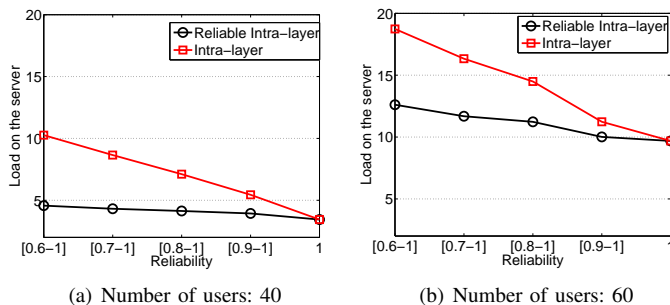 20
15
10
5
Load on the server
Reliable Intra−layer
Intra−layer
[0.6−1] [0.7−1] [0.8−1] [0.9−1] 1
Reliability
(a) Number of users: 40
20
15
10
5
Load on the server
Reliable Intra−layer
Intra−layer
[0.6−1] [0.7−1] [0.8−1] [0.9−1] 1
Reliability
(b) Number of users: 60